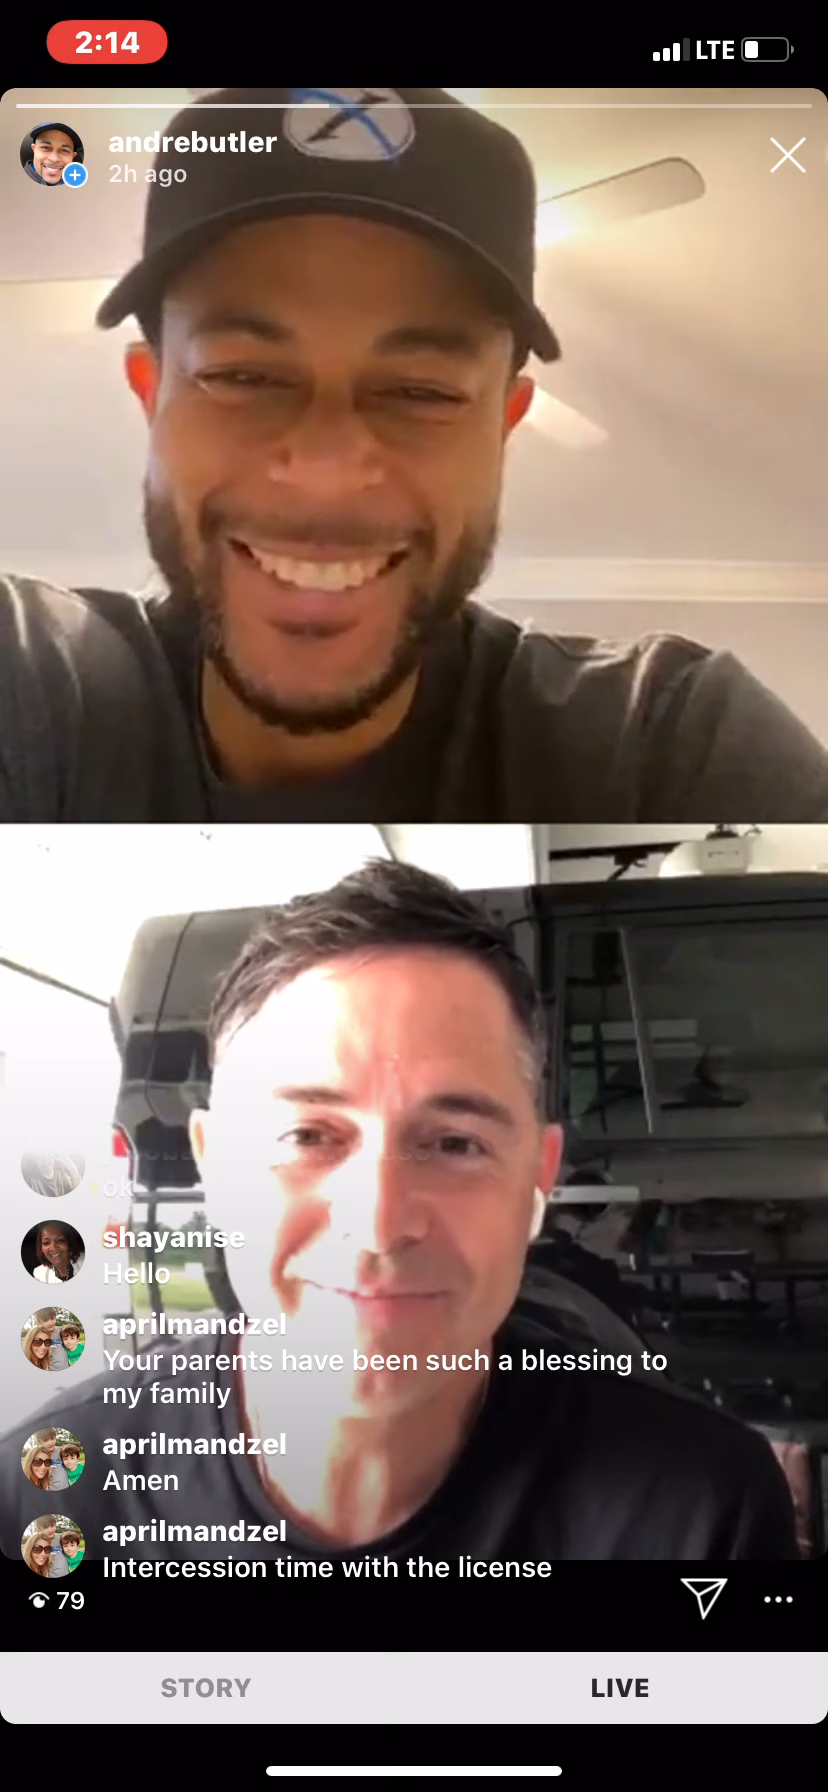 2:14
LTE
andrebutler
2h ago
ok
shayanise
Hello
aprilmandzel
Your parents have been such a blessing to
my family
aprilmandzel
Amen
aprilmandzel
Intercession time with the license
79
STORY
LIVE